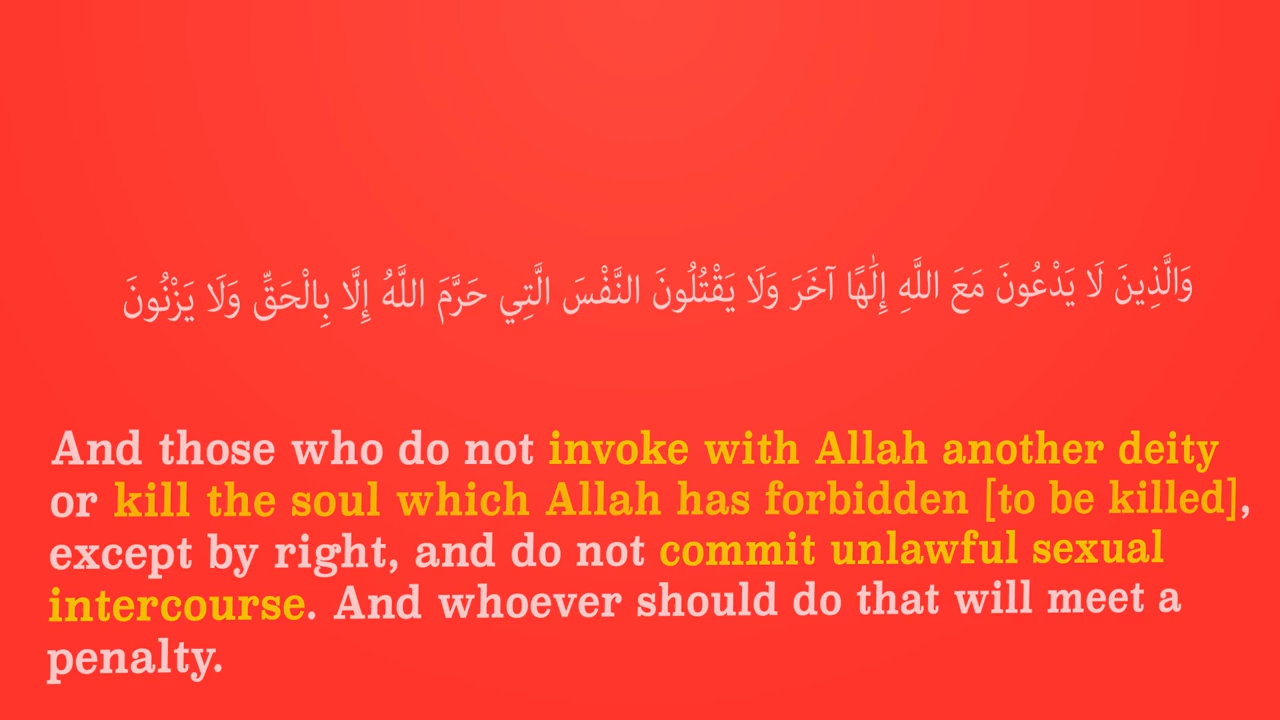 وَالَّذِينَ لَا يَدْعُونَ مَعَ اللَّهِ إِلَٰهًا آخَرَ وَلَا يَقْتُلُونَ النَّفْسَ الَّتِي حَرَّمَ اللَّهُ إِلَّا بِالْحَقِّ وَلَا يَزْنُونَ
And those who do not invoke with Allah another deity
or kill the soul which Allah has forbidden [to be killed],
except by right, and do not commit unlawful sexual
intercourse. And whoever should do that will meet a
penalty.